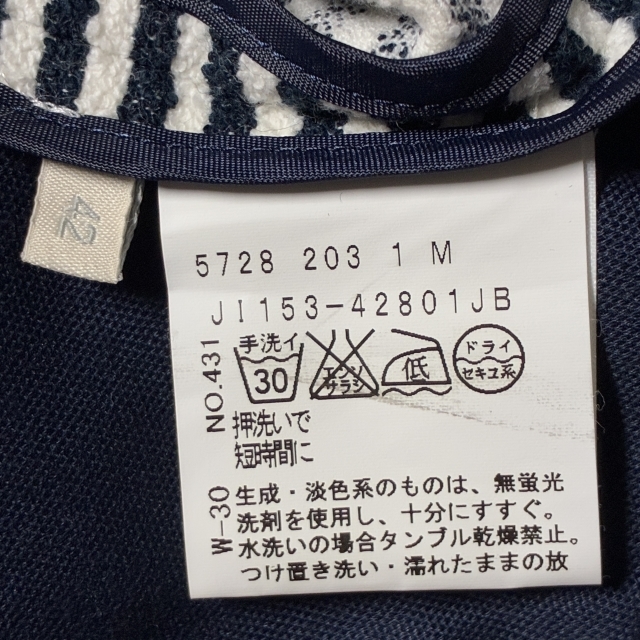 42
5728 203 1 M
JI153-42801JB
NO.431
手洗イ
30
エンソ
サラシ
低
ドライ
セキユ系
押洗いで
短時間に
W-30
生成・淡色系のものは、無蛍光
洗剤を使用し、十分にすすぐ。
水洗いの場合タンブル乾燥禁止。
つけ置き洗い・濡れたままの放